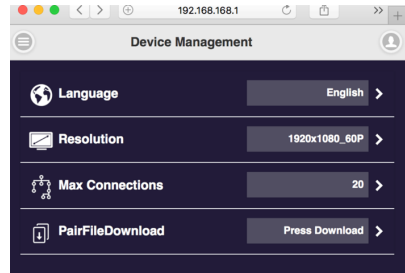 192.168.168.1
Device Management
Language English
Resolution 1920x1080_60P
Max Connections 20
PairFileDownload Press Download